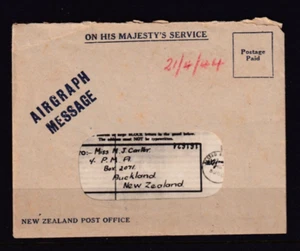 ON HIS MAJESTY'S SERVICE
Postage
Paid
21/4/44
AIRGRAPH
MESSAGE
TO:- Miss M. J. Carter
4. P.M.A
Box 2071
Auckland
New Zealand
NEW ZEALAND POST OFFICE